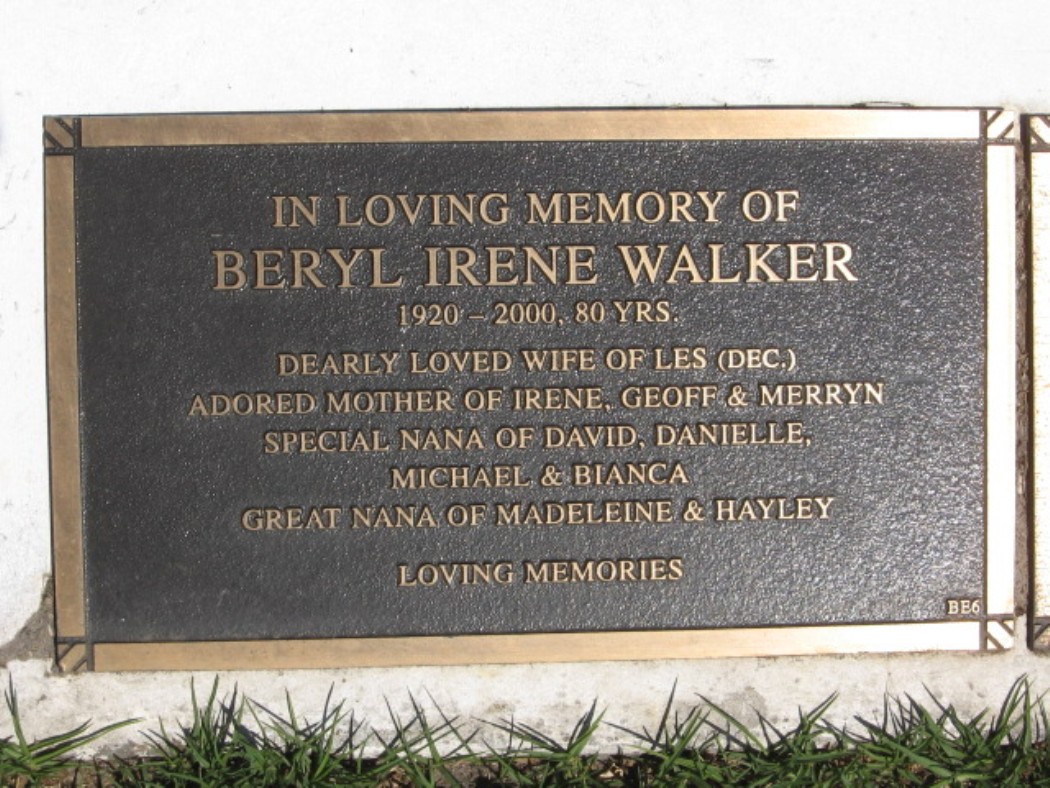 IN LOVING MEMORY OF
BERYL IRENE WALKER
1920 – 2000, 80 YRS.
DEARLY LOVED WIFE OF LES (DEC.)
ADORED MOTHER OF IRENE, GEOFF & MERRYN
SPECIAL NANA OF DAVID, DANIELLE,
MICHAEL & BIANCA
GREAT NANA OF MADELEINE & HAYLEY
LOVING MEMORIES
BE6